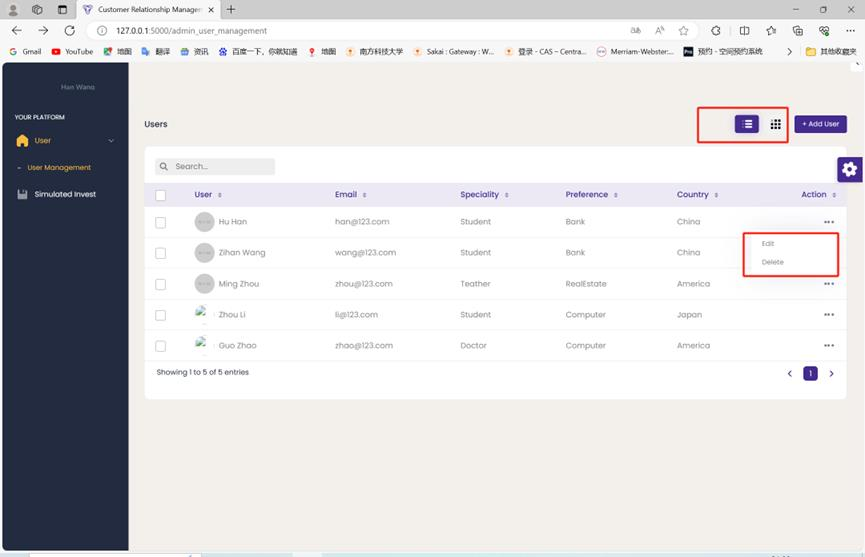 Customer Relationship Managem
127.0.0.1:5000/admin_user_management
Gmail YouTube 地图 翻译 资讯 百度一下，你就知道 地图 南方科技大学 Sakai : Gateway : W... 登录 - CAS – Centra... Merriam-Webster:... 预约 - 空间预约系统 其他收藏夹
Han Wang
YOUR PLATFORM
User
User Management
Simulated Invest
Users
+ Add User
Search...
User Email Speciality Preference Country Action
Hu Han han@123.com Student Bank China
Edit
Zihan Wang wang@123.com Student Bank China
Delete
Ming Zhou zhou@123.com Teather RealEstate America
Zhou Li li@123.com Student Computer Japan
Guo Zhao zhao@123.com Doctor Computer America
Showing 1 to 5 of 5 entries
1